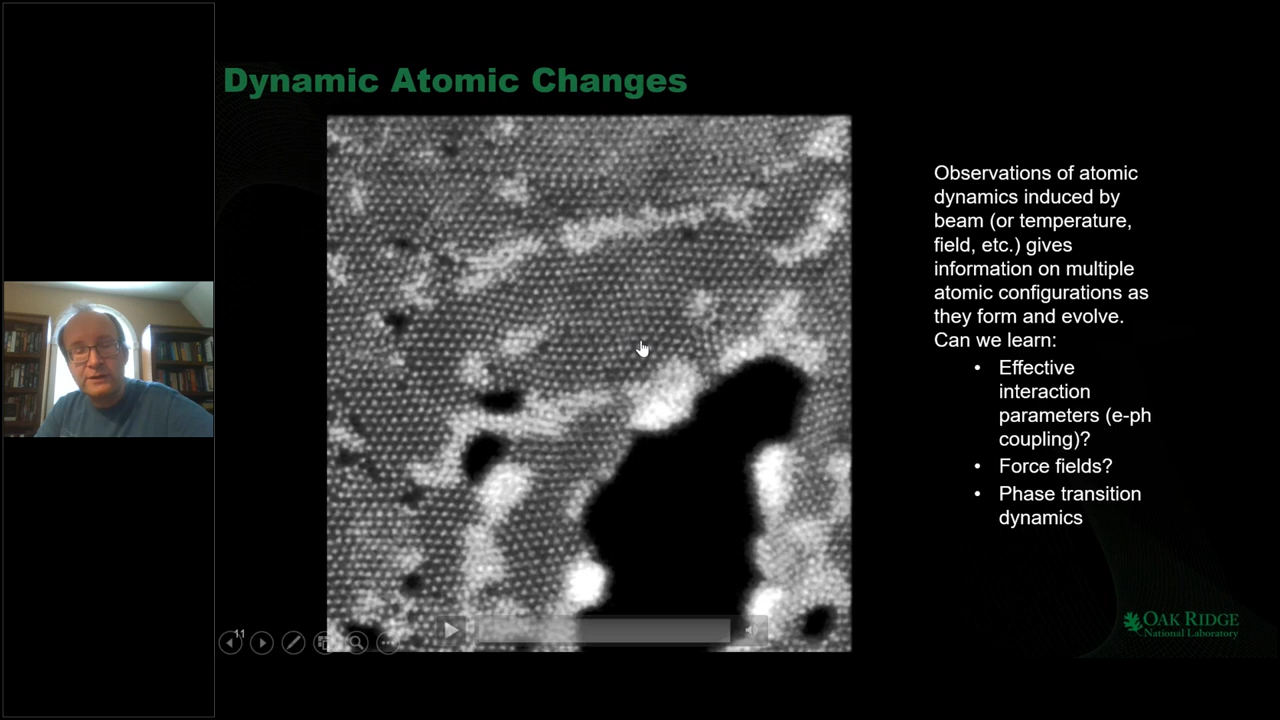 Dynamic Atomic Changes
Observations of atomic
dynamics induced by
beam (or temperature,
field, etc.) gives
information on multiple
atomic configurations as
they form and evolve.
Can we learn:
• Effective
interaction
parameters (e-ph
coupling)?
• Force fields?
• Phase transition
dynamics
11
OAK RIDGE
National Laboratory